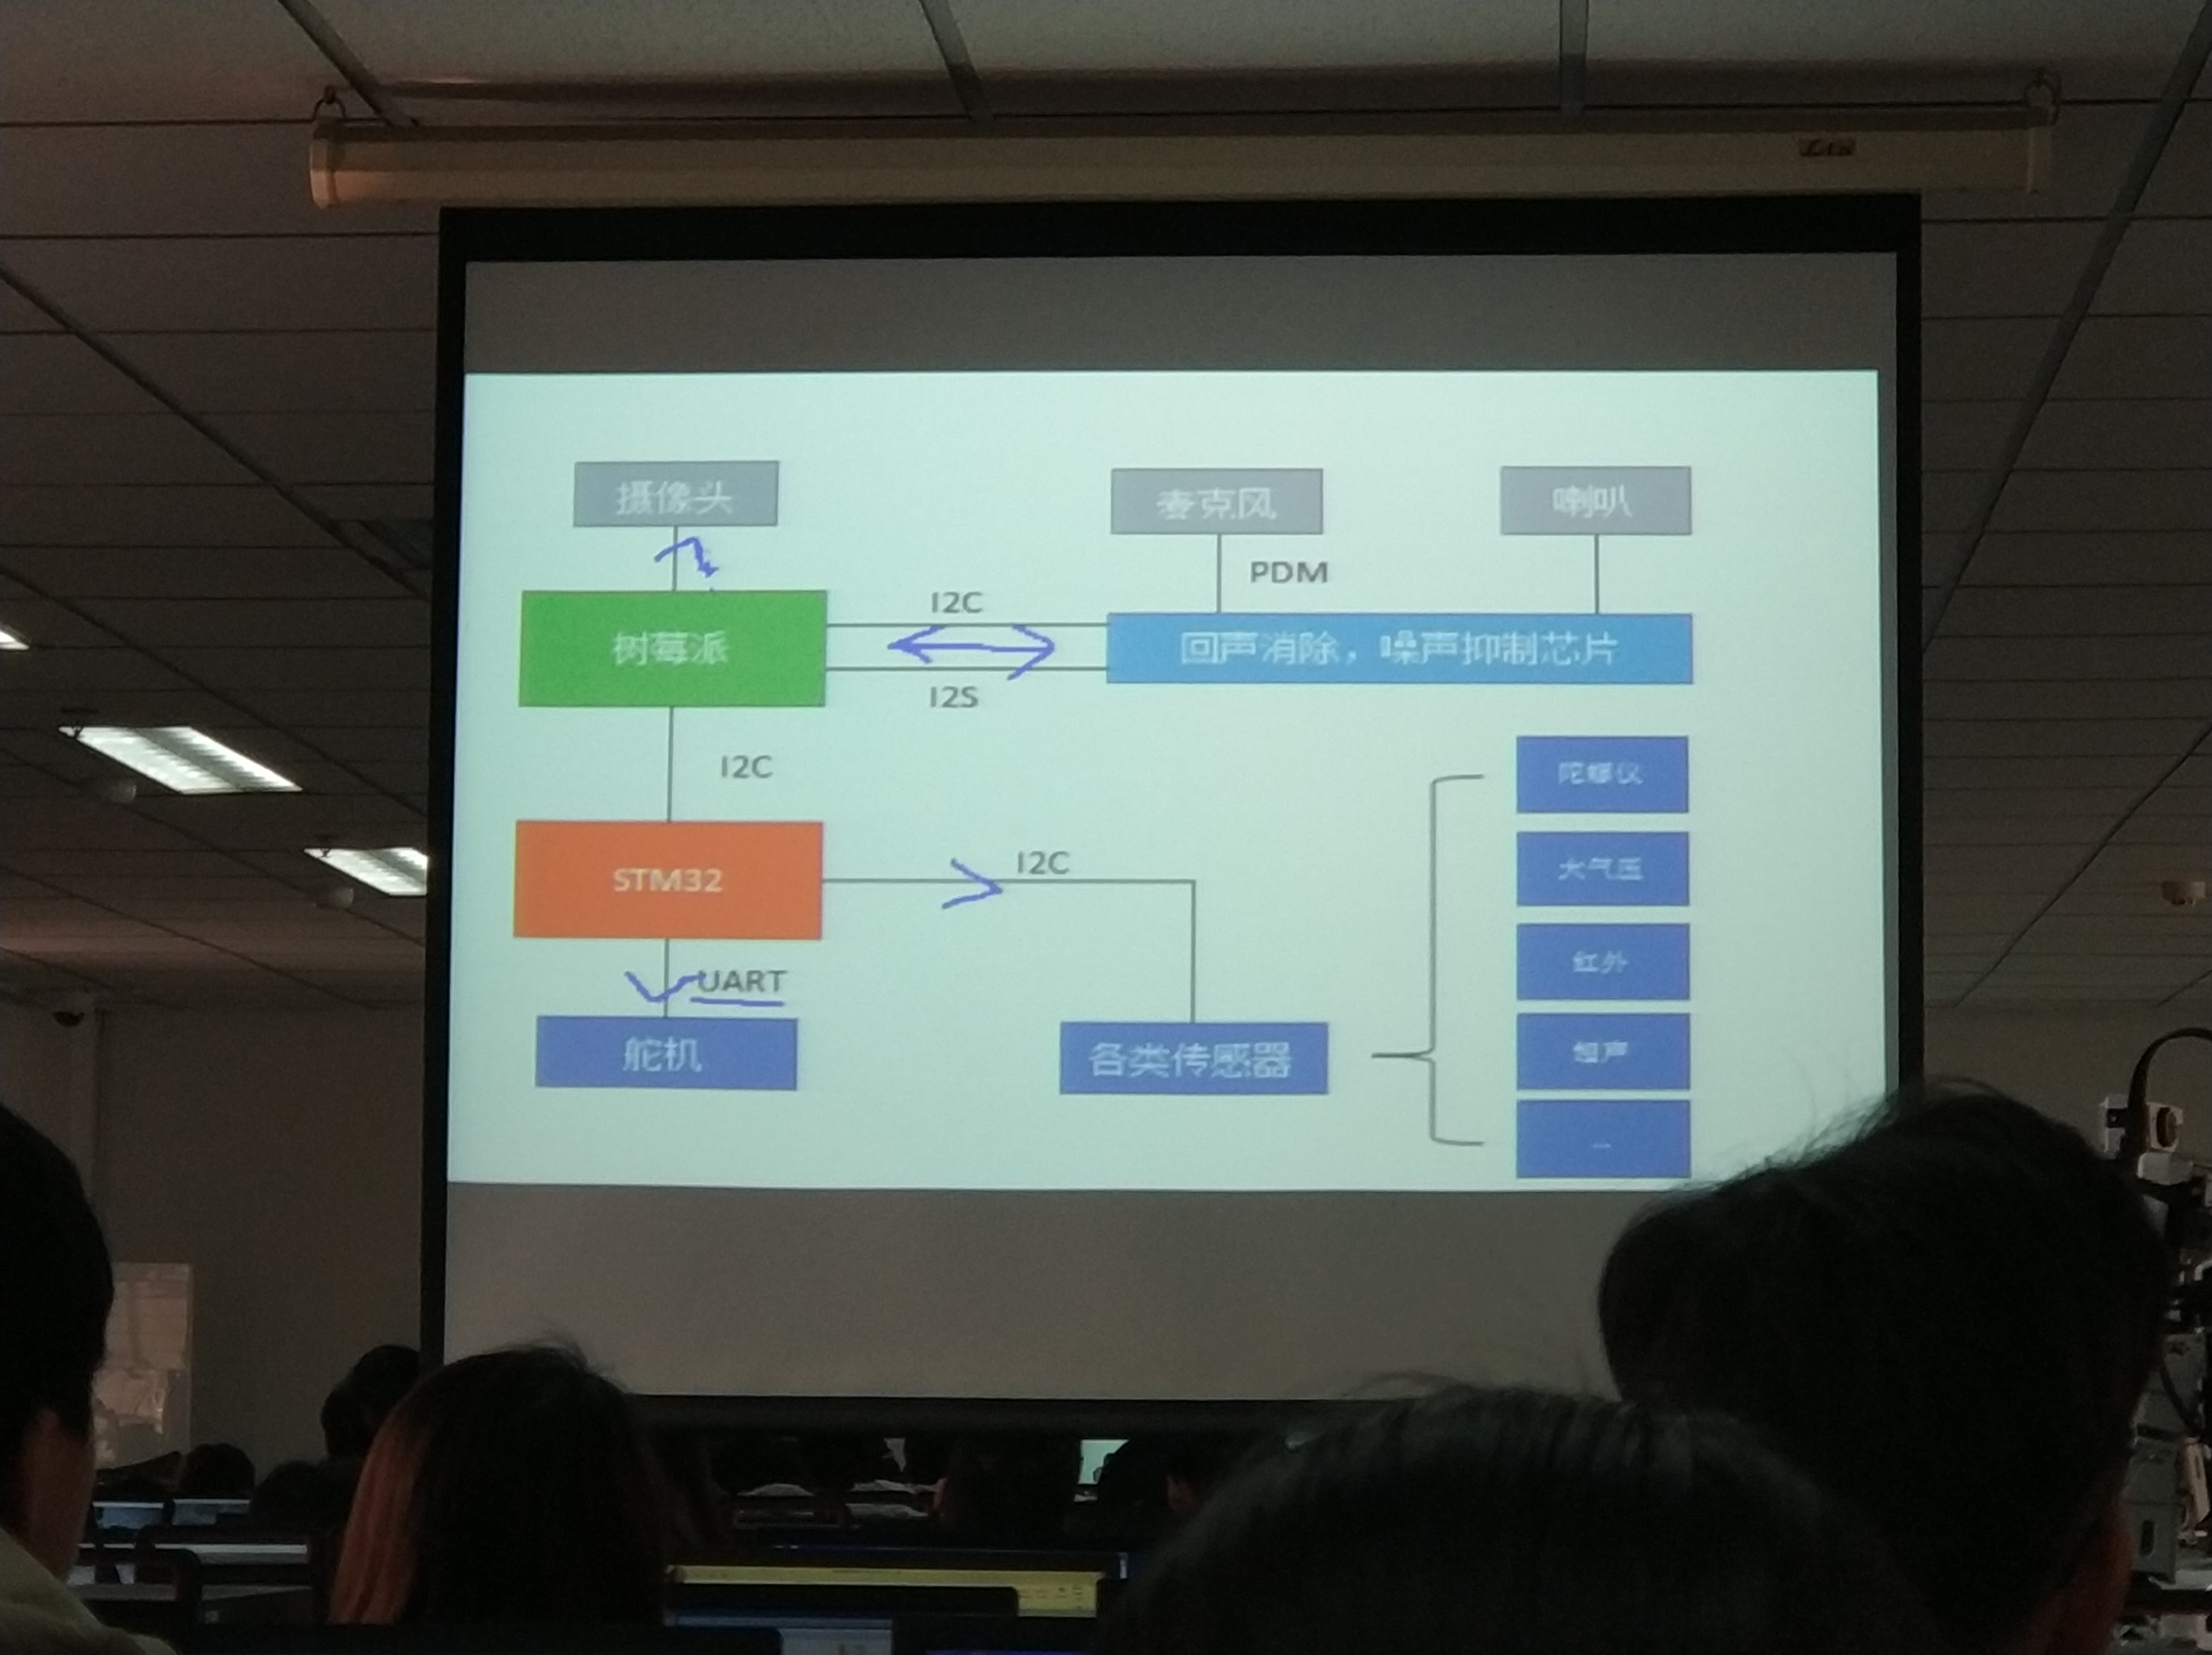 摄像头
麦克风
喇叭
PDM
I2C
树莓派
回声消除，噪声抑制芯片
I2S
I2C
陀螺仪
STM32
I2C
大气压
红外
UART
舵机
各类传感器
超声